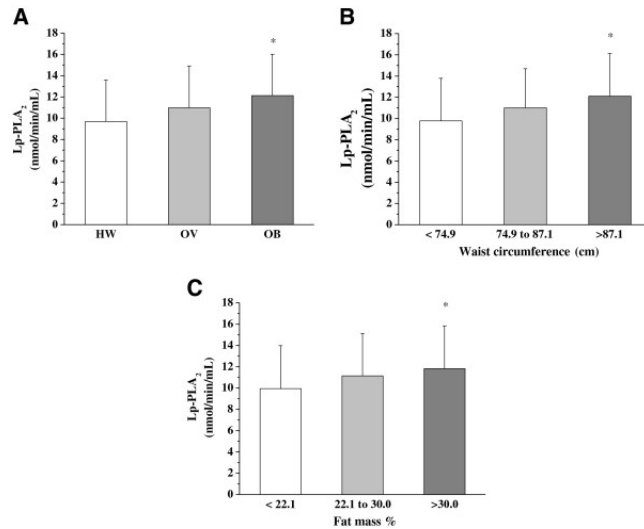 A
18
16
14
12
10
8
6
4
2
0
Lp-PLA2
(nmol/min/mL)
*
HW OV OB
B
18
16
14
12
10
8
6
4
2
0
Lp-PLA2
(nmol/min/mL)
*
< 74.9 74.9 to 87.1 >87.1
Waist circumference (cm)
C
18
16
14
12
10
8
6
4
2
0
Lp-PLA2
(nmol/min/mL)
*
< 22.1 22.1 to 30.0 >30.0
Fat mass %